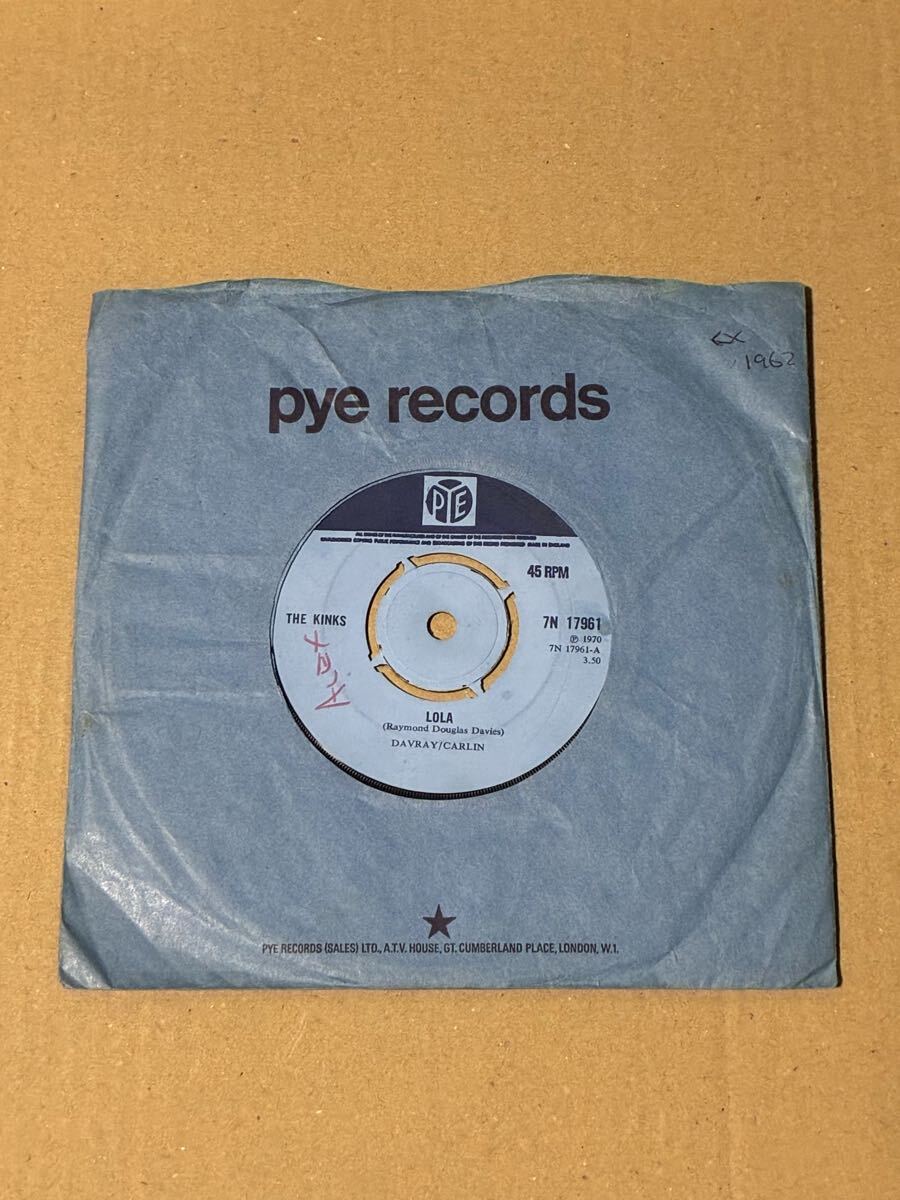 EX
1962
pye records
PYE
45 RPM
THE KINKS
7N 17961
℗ 1970
7N 17961-A
3.50
LOLA
(Raymond Douglas Davies)
DAVRAY/CARLIN
PYE RECORDS (SALES) LTD., A.T.V. HOUSE, GT. CUMBERLAND PLACE, LONDON, W.1.